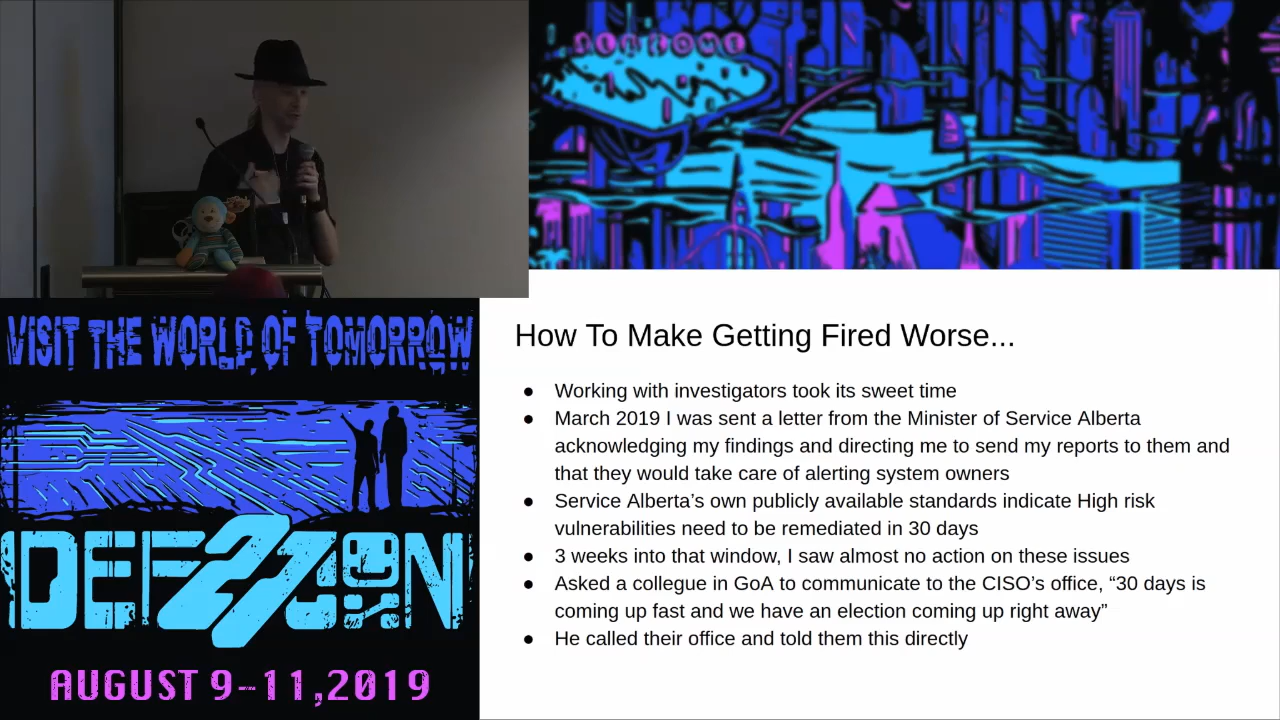 WELCOME
VISIT THE WORLD OF TOMORROW
DEF 27 CON
AUGUST 9-11,2019
How To Make Getting Fired Worse...
● Working with investigators took its sweet time
● March 2019 I was sent a letter from the Minister of Service Alberta
acknowledging my findings and directing me to send my reports to them and
that they would take care of alerting system owners
● Service Alberta’s own publicly available standards indicate High risk
vulnerabilities need to be remediated in 30 days
● 3 weeks into that window, I saw almost no action on these issues
● Asked a collegue in GoA to communicate to the CISO’s office, “30 days is
coming up fast and we have an election coming up right away”
● He called their office and told them this directly